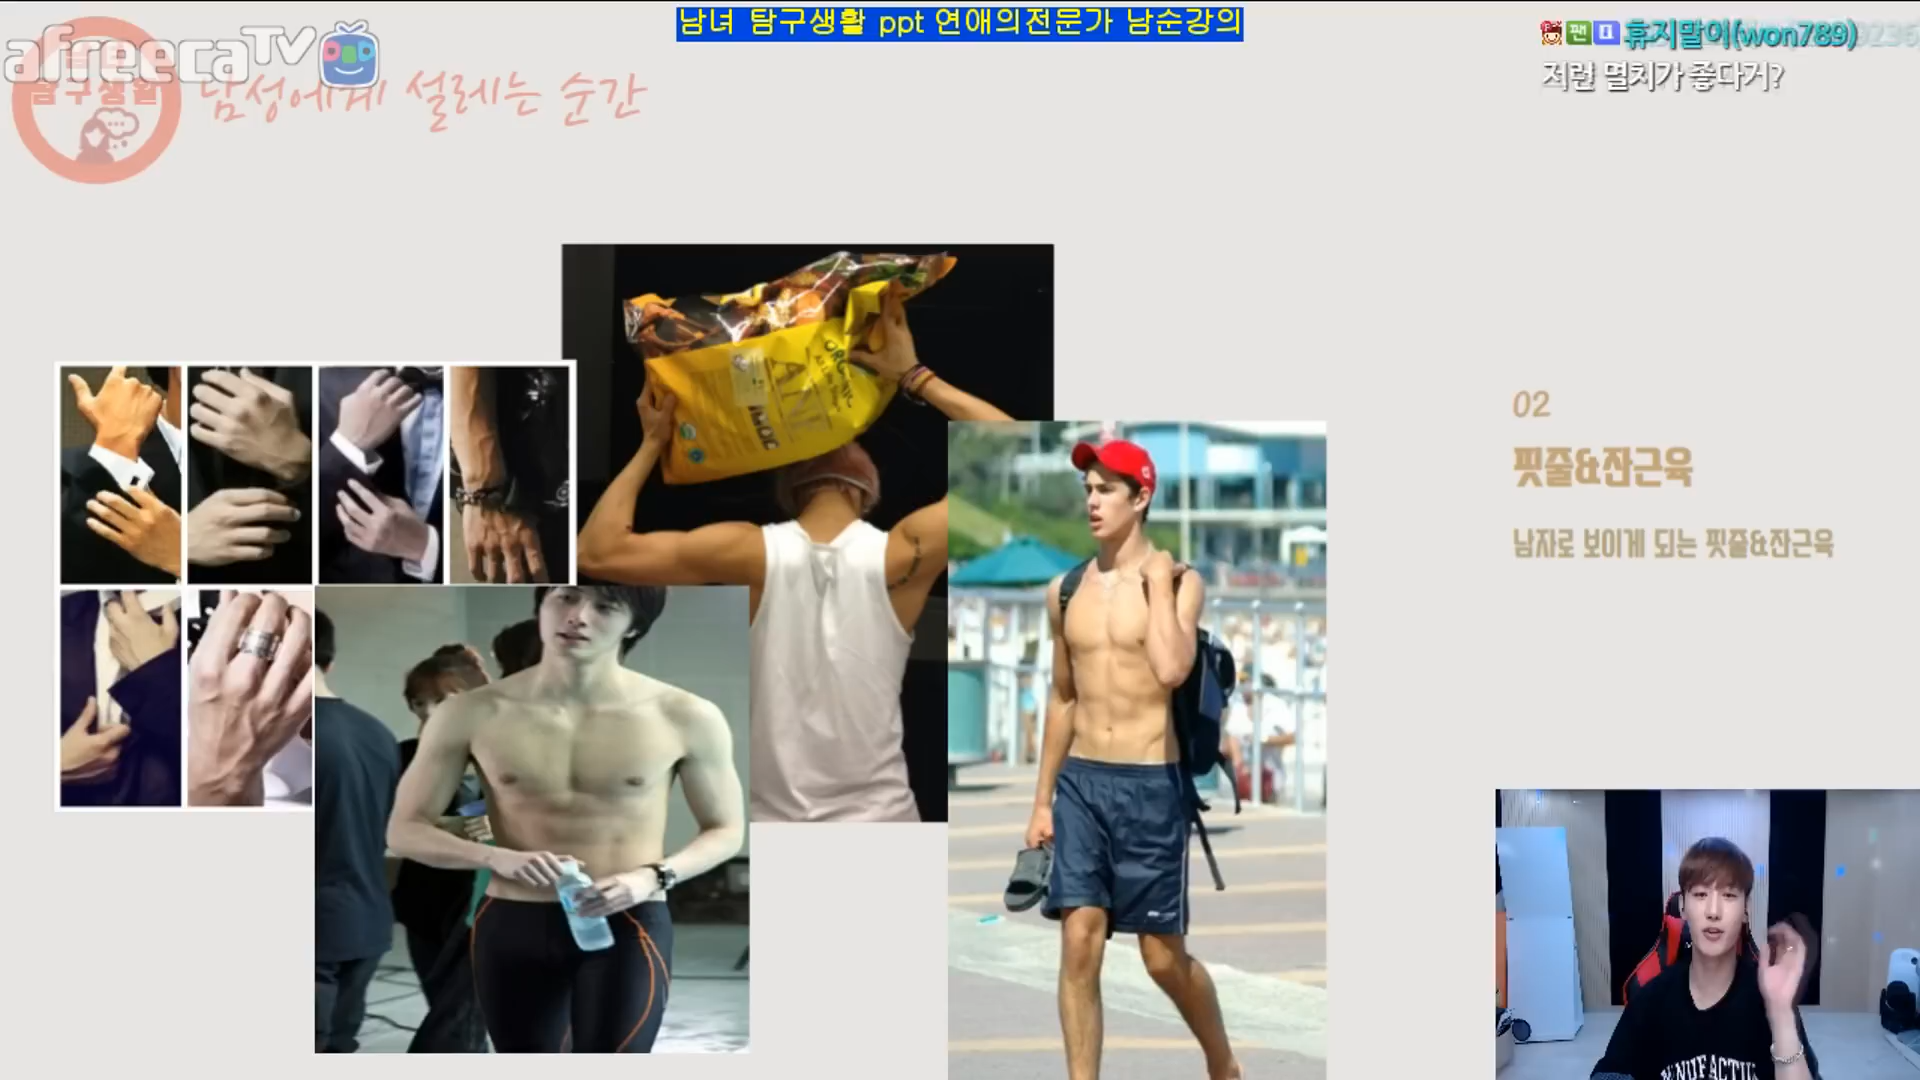 남녀 탐구생활 ppt 연애의전문가 남순강의
afreecaTV
탐구생활
남성에게 설레는 순간
팬
휴지말어(won789)
저런 멸치가 좋다거?
ORGANIC
02
핏줄&잔근육
남자로 보이게 되는 핏줄&잔근육